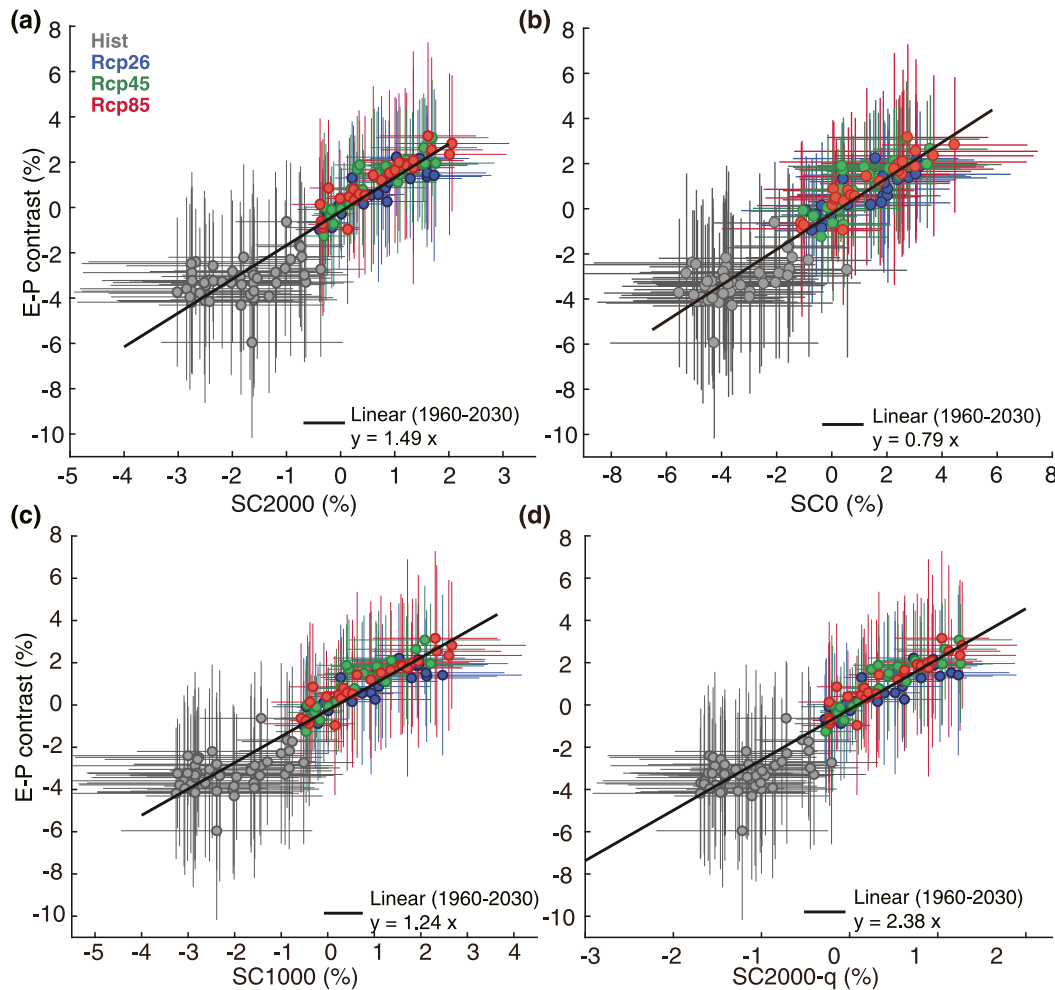 (a)
Hist
Rcp26
Rcp45
Rcp85
8
6
4
2
0
-2
-4
-6
-8
-10
E-P contrast (%)
Linear (1960-2030)
y = 1.49 x
-5 -4 -3 -2 -1 0 1 2 3
SC2000 (%)
(b)
8
6
4
2
0
-2
-4
-6
-8
-10
Linear (1960-2030)
y = 0.79 x
-8 -6 -4 -2 0 2 4 6 8
SC0 (%)
(c)
8
6
4
2
0
-2
-4
-6
-8
-10
E-P contrast (%)
Linear (1960-2030)
y = 1.24 x
-5 -4 -3 -2 -1 0 1 2 3 4
SC1000 (%)
(d)
8
6
4
2
0
-2
-4
-6
-8
-10
Linear (1960-2030)
y = 2.38 x
-3 -2 -1 0 1 2
SC2000-q (%)